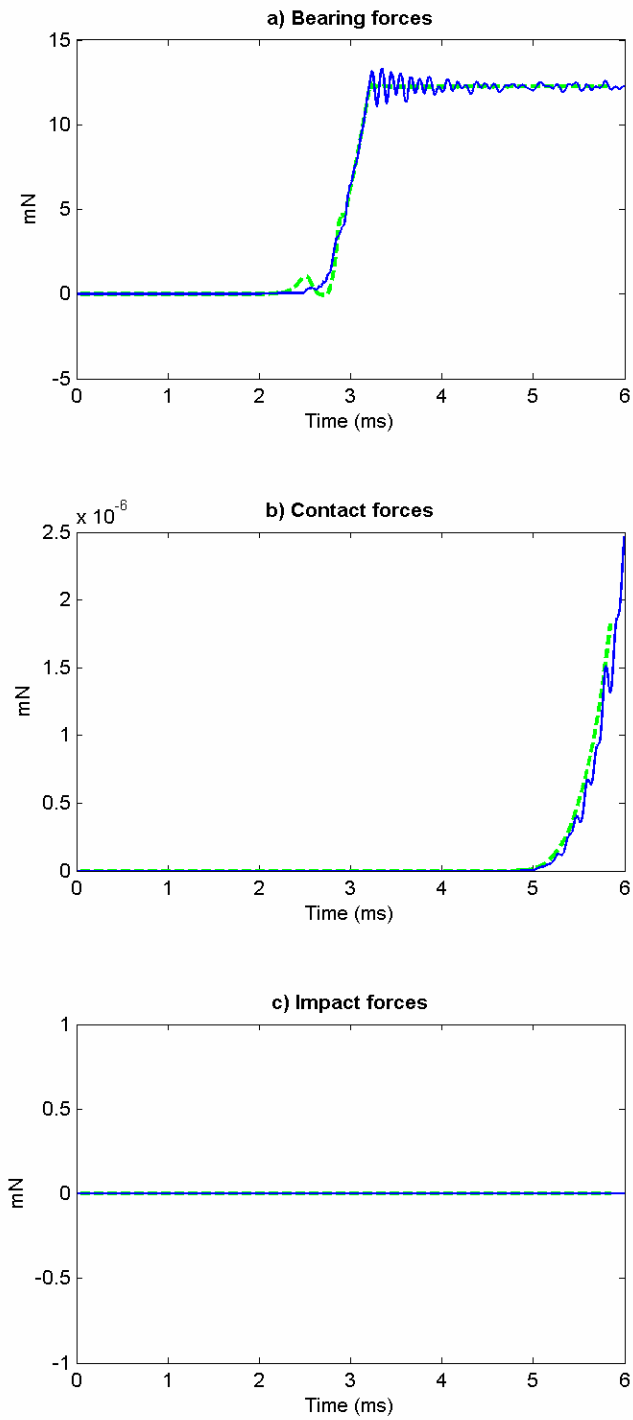 a) Bearing forces
15
10
5
0
-5
mN
0 1 2 3 4 5 6
Time (ms)
b) Contact forces
x 10^-6
2.5
2
1.5
1
0.5
0
mN
0 1 2 3 4 5 6
Time (ms)
c) Impact forces
1
0.5
0
-0.5
-1
mN
0 1 2 3 4 5 6
Time (ms)